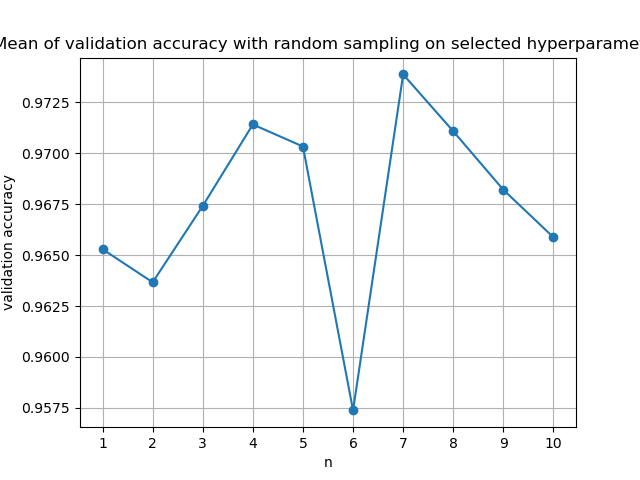 Mean of validation accuracy with random sampling on selected hyperparame
validation accuracy
0.9725
0.9700
0.9675
0.9650
0.9625
0.9600
0.9575
1 2 3 4 5 6 7 8 9 10
n